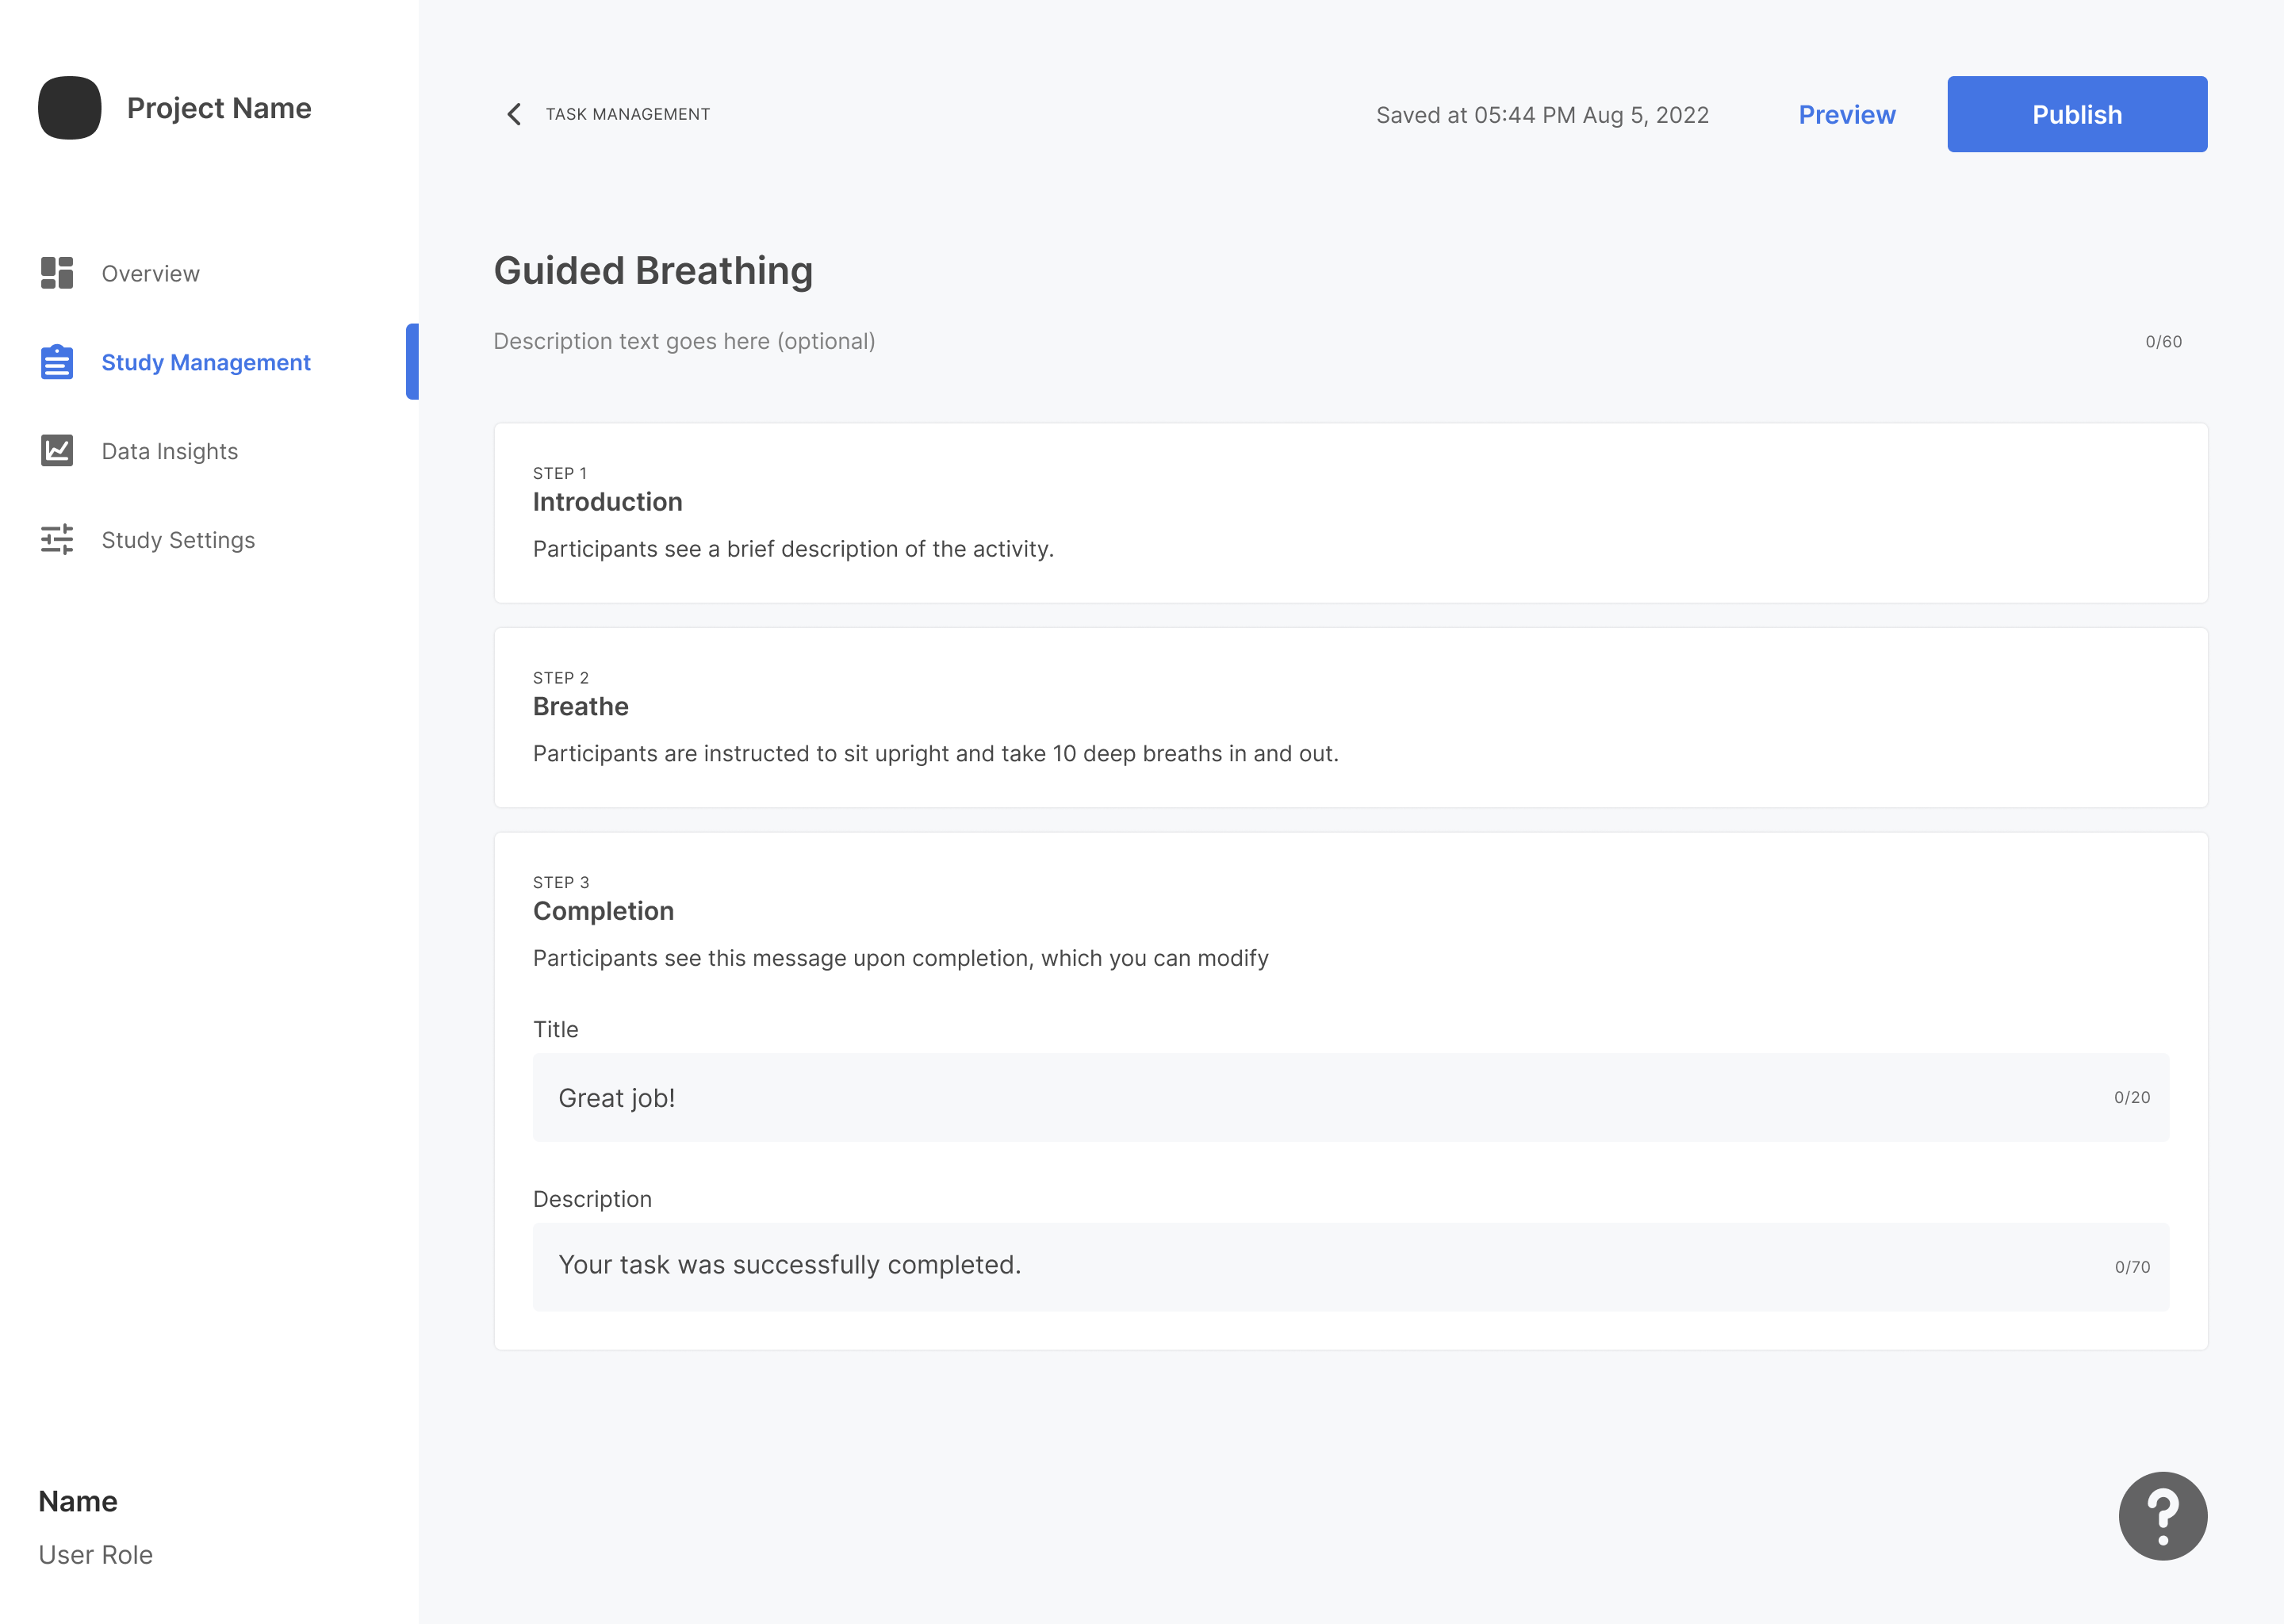 Project Name
Overview
Study Management
Data Insights
Study Settings
Name
User Role
TASK MANAGEMENT
Saved at 05:44 PM Aug 5, 2022
Preview
Publish
Guided Breathing
Description text goes here (optional)
0/60
STEP 1
Introduction
Participants see a brief description of the activity.
STEP 2
Breathe
Participants are instructed to sit upright and take 10 deep breaths in and out.
STEP 3
Completion
Participants see this message upon completion, which you can modify
Title
Great job!
0/20
Description
Your task was successfully completed.
0/70
?